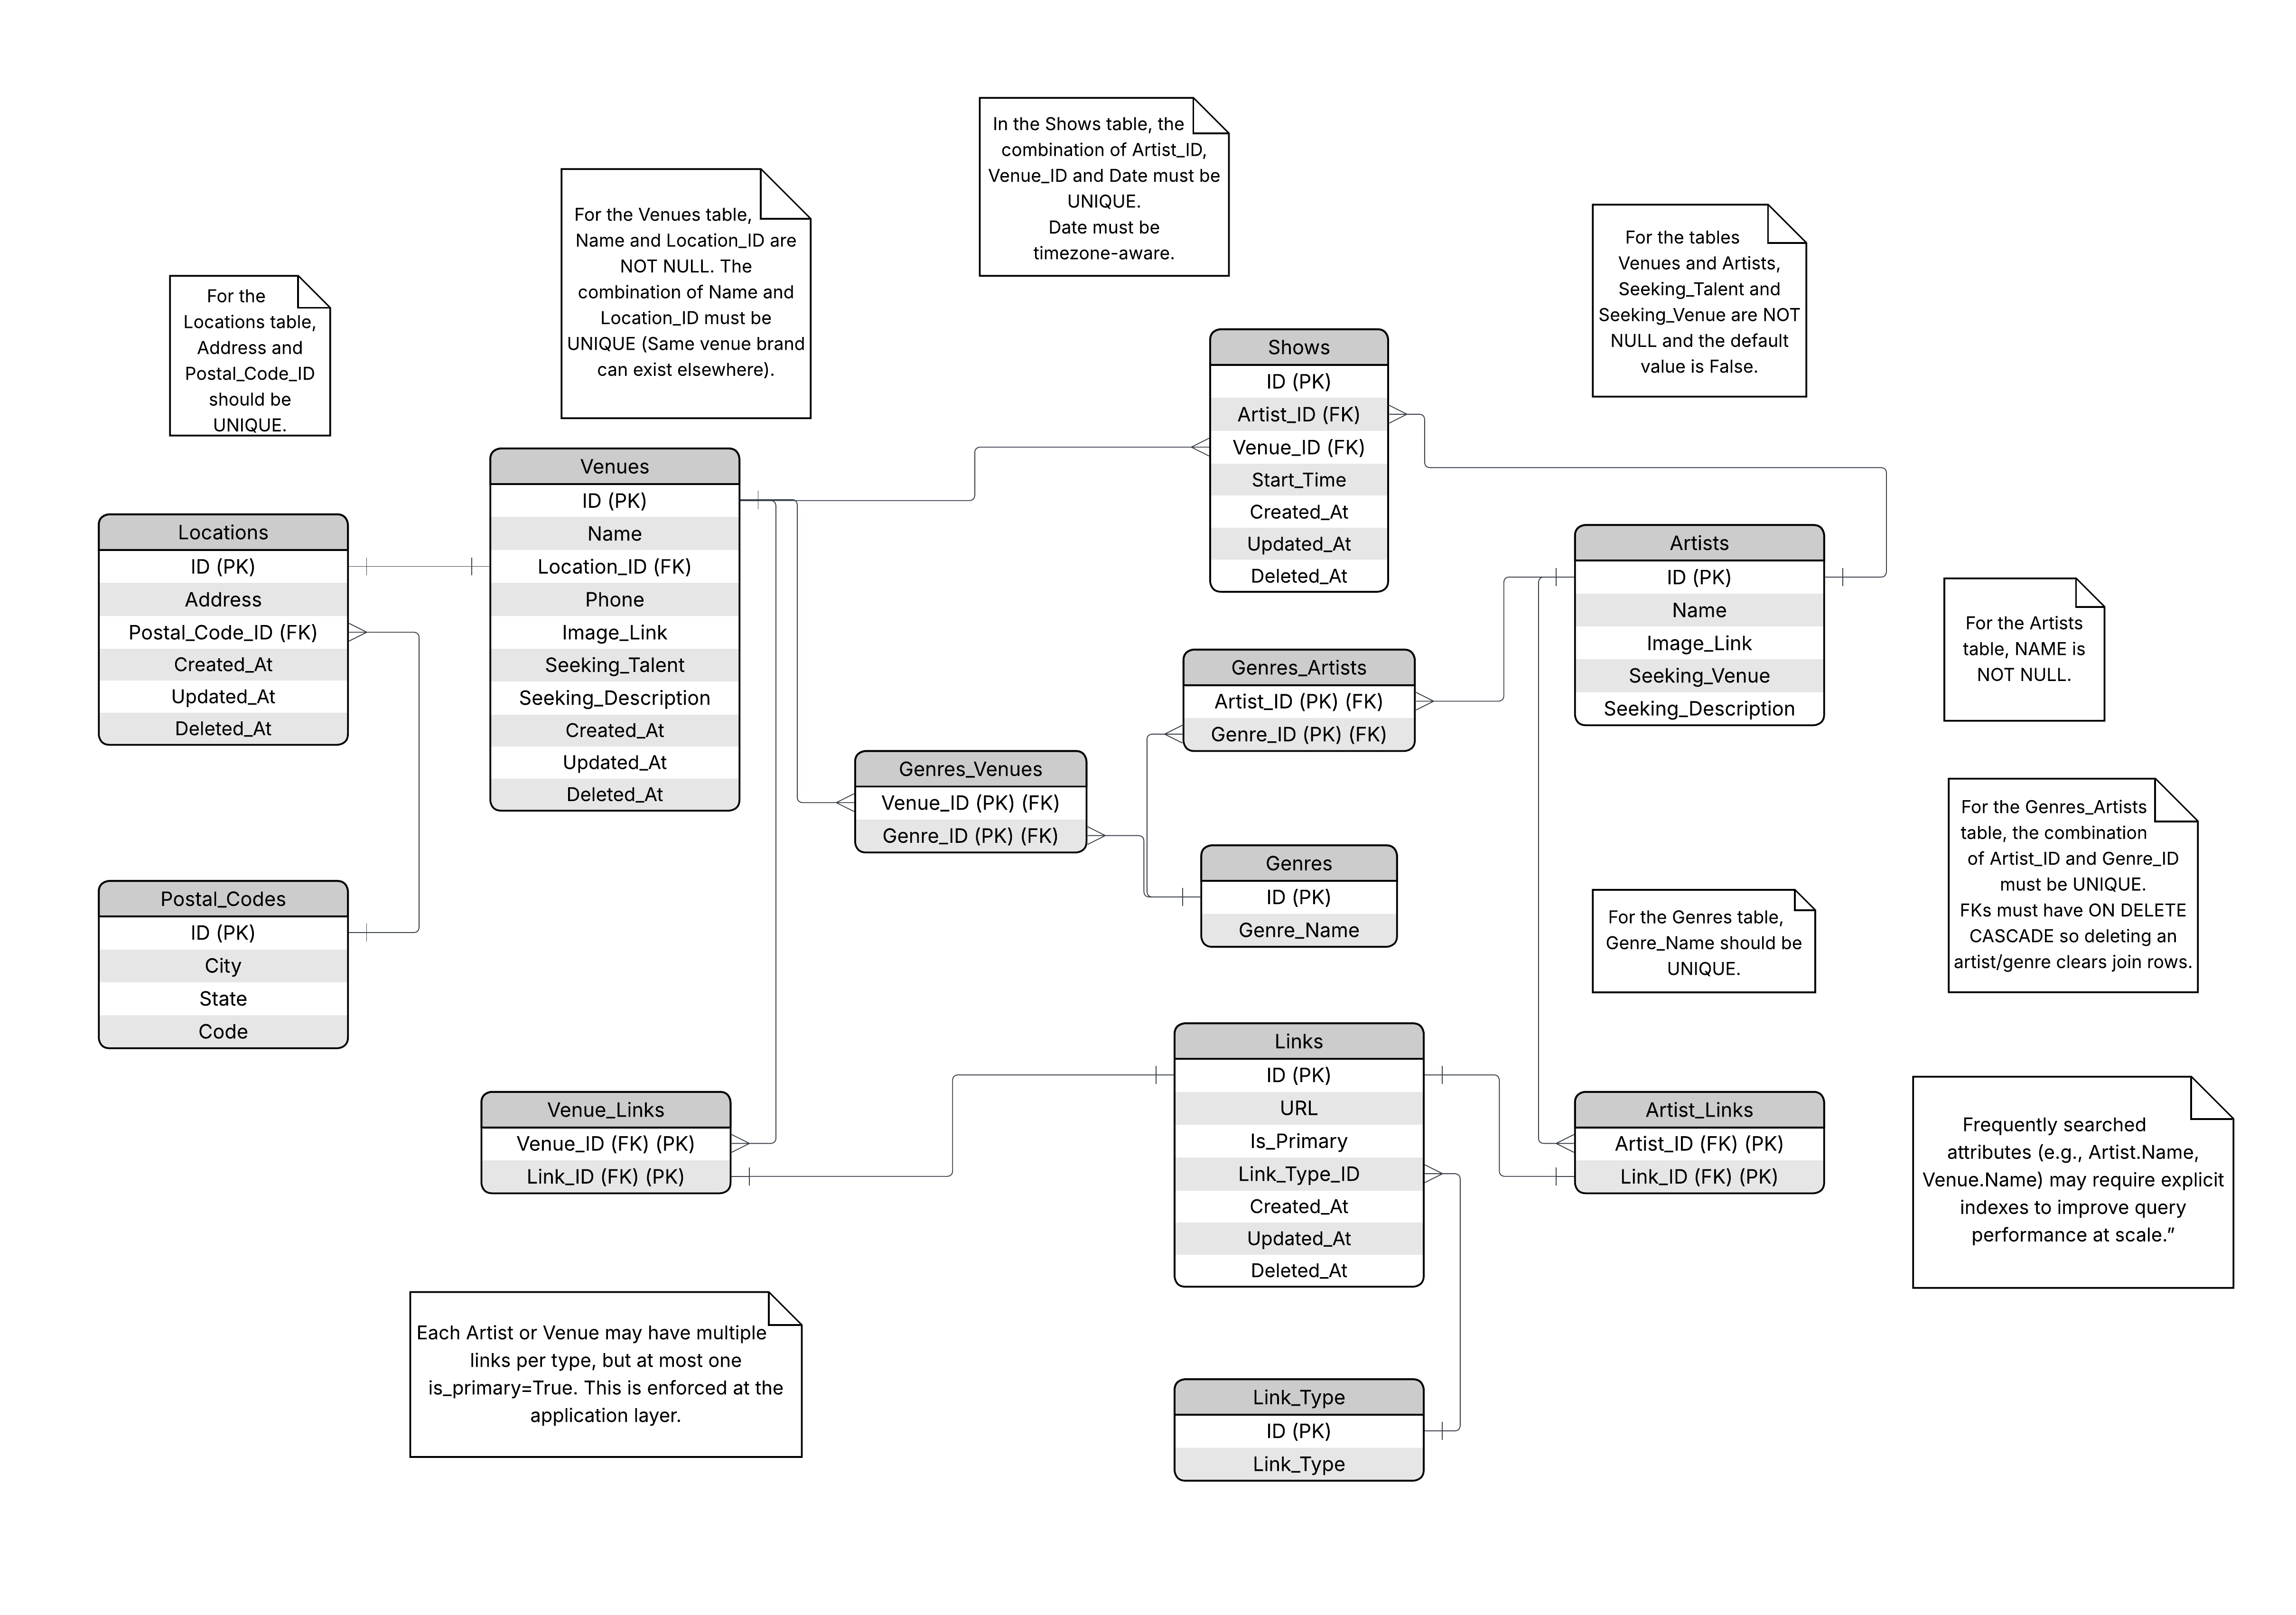 In the Shows table, the
combination of Artist_ID,
Venue_ID and Date must be
UNIQUE.
Date must be
timezone-aware.
For the Venues table,
Name and Location_ID are
NOT NULL. The
combination of Name and
Location_ID must be
UNIQUE (Same venue brand
can exist elsewhere).
For the tables
Venues and Artists,
Seeking_Talent and
Seeking_Venue are NOT
NULL and the default
value is False.
For the
Locations table,
Address and
Postal_Code_ID
should be
UNIQUE.
Shows
ID (PK)
Artist_ID (FK)
Venue_ID (FK)
Start_Time
Created_At
Updated_At
Deleted_At
Venues
ID (PK)
Name
Location_ID (FK)
Phone
Image_Link
Seeking_Talent
Seeking_Description
Created_At
Updated_At
Deleted_At
Locations
ID (PK)
Address
Postal_Code_ID (FK)
Created_At
Updated_At
Deleted_At
Artists
ID (PK)
Name
Image_Link
Seeking_Venue
Seeking_Description
For the Artists
table, NAME is
NOT NULL.
Genres_Artists
Artist_ID (PK) (FK)
Genre_ID (PK) (FK)
Genres_Venues
Venue_ID (PK) (FK)
Genre_ID (PK) (FK)
For the Genres_Artists
table, the combination
of Artist_ID and Genre_ID
must be UNIQUE.
FKs must have ON DELETE
CASCADE so deleting an
artist/genre clears join rows.
Genres
ID (PK)
Genre_Name
Postal_Codes
ID (PK)
City
State
Code
For the Genres table,
Genre_Name should be
UNIQUE.
Links
ID (PK)
URL
Is_Primary
Link_Type_ID
Created_At
Updated_At
Deleted_At
Venue_Links
Venue_ID (FK) (PK)
Link_ID (FK) (PK)
Artist_Links
Artist_ID (FK) (PK)
Link_ID (FK) (PK)
Frequently searched
attributes (e.g., Artist.Name,
Venue.Name) may require explicit
indexes to improve query
performance at scale.”
Each Artist or Venue may have multiple
links per type, but at most one
is_primary=True. This is enforced at the
application layer.
Link_Type
ID (PK)
Link_Type